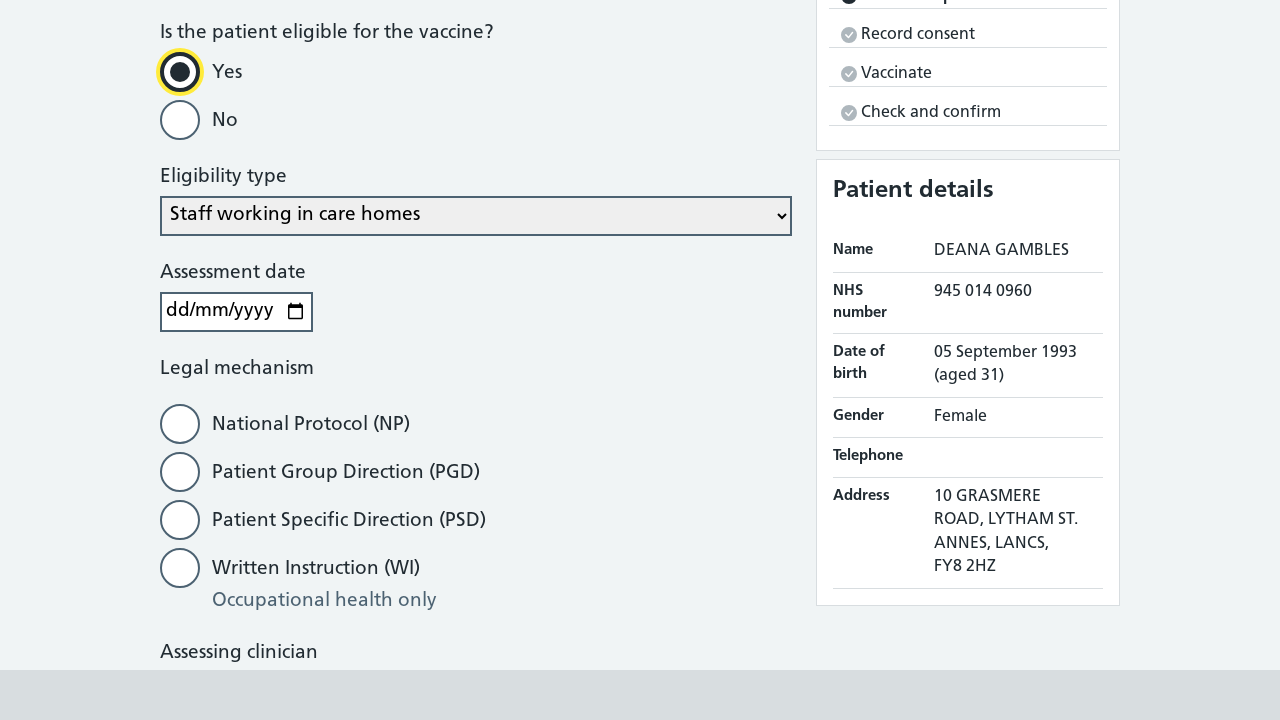 Is the patient eligible for the vaccine?
Yes
No
Eligibility type
Staff working in care homes
Assessment date
dd/mm/yyyy
Legal mechanism
National Protocol (NP)
Patient Group Direction (PGD)
Patient Specific Direction (PSD)
Written Instruction (WI)
Occupational health only
Assessing clinician
Record consent
Vaccinate
Check and confirm
Patient details
Name DEANA GAMBLES
NHS number 945 014 0960
Date of birth 05 September 1993
(aged 31)
Gender Female
Telephone
Address 10 GRASMERE
ROAD, LYTHAM ST.
ANNES, LANCS,
FY8 2HZ